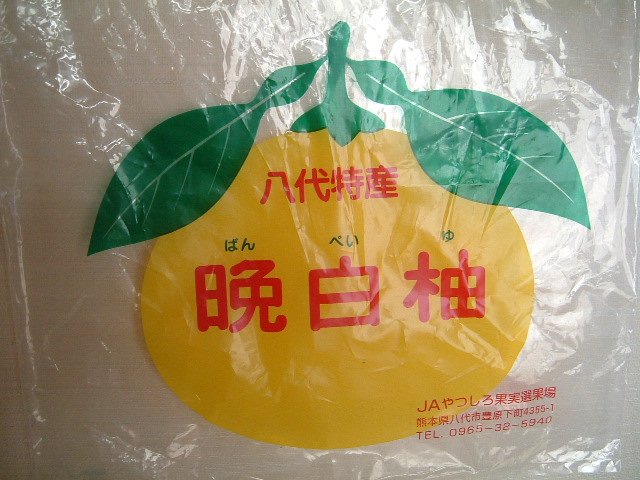 八代特産
ばん ぺい ゆ
晩白柚
JAやつしろ果実選果場
熊本県八代市豊原下町4355-1
TEL. 0965-32-5940